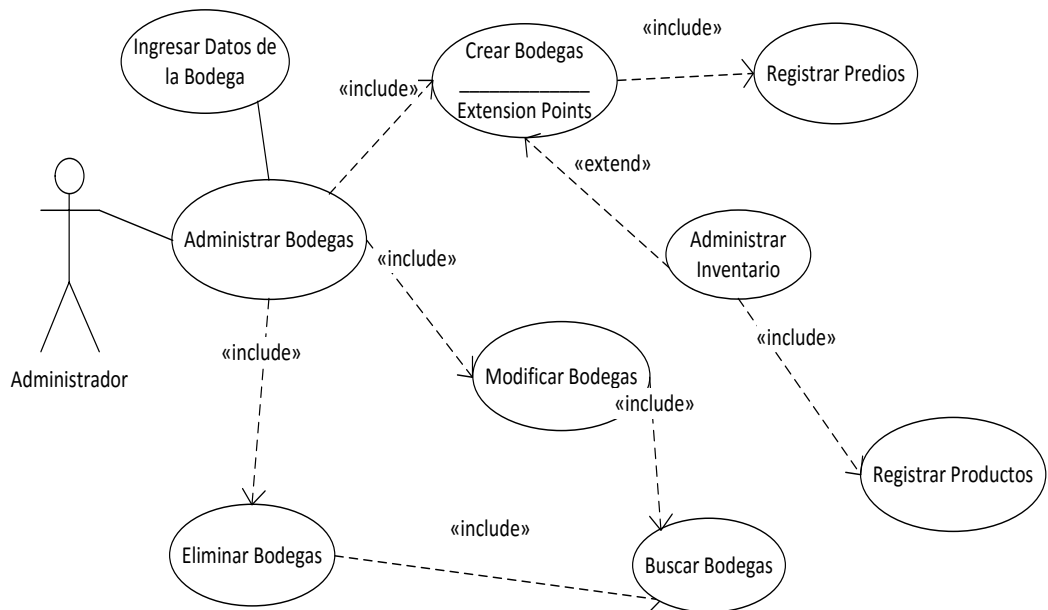 Ingresar Datos de
la Bodega
«include»
Crear Bodegas
_____________
Extension Points
«include»
Registrar Predios
«extend»
Administrar Bodegas
«include»
Administrar
Inventario
«include»
«include»
Administrador
Modificar Bodegas
«include»
Registrar Productos
«include»
Eliminar Bodegas
Buscar Bodegas